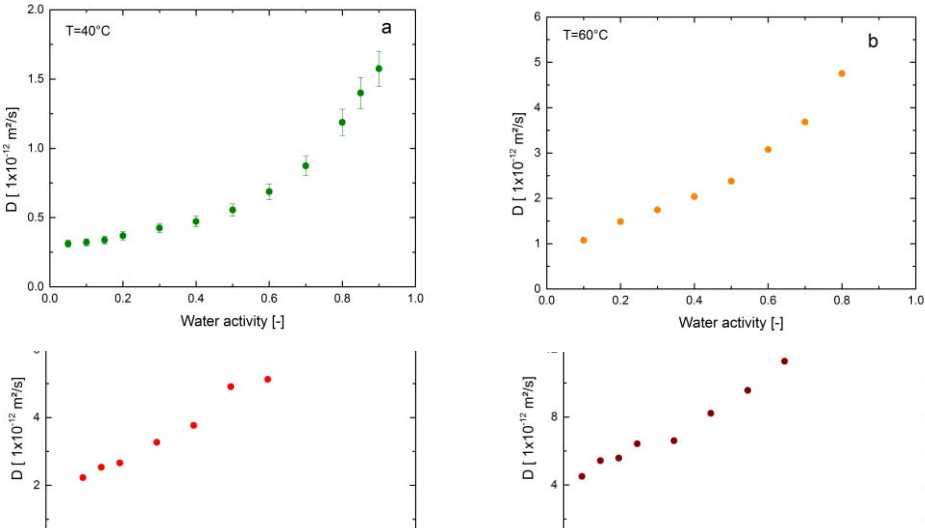 T=40°C
a
2.0
1.5
1.0
0.5
0.0
D [ 1x10⁻¹² m²/s]
0.0 0.2 0.4 0.6 0.8 1.0
Water activity [-]
T=60°C
b
6
5
4
3
2
1
0
D [ 1x10⁻¹² m²/s]
0.0 0.2 0.4 0.6 0.8 1.0
Water activity [-]
4
2
D [ 1x10⁻¹² m²/s]
8
4
D [ 1x10⁻¹² m²/s]